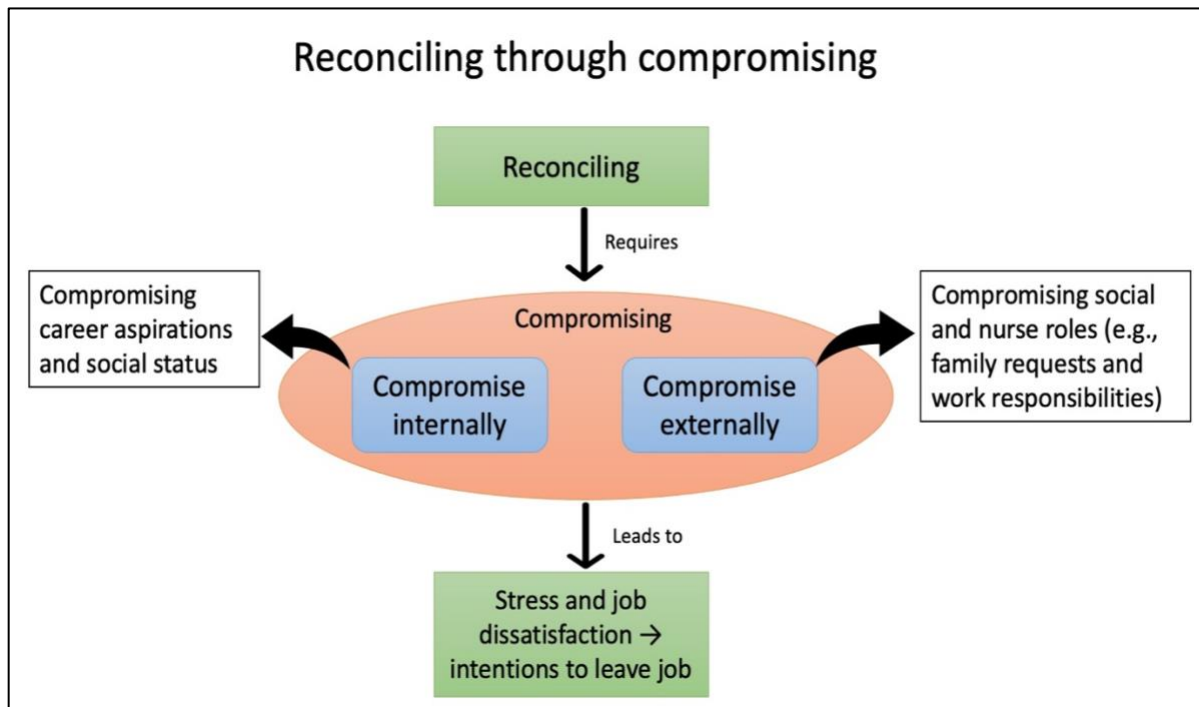 Reconciling through compromising
Reconciling
Requires
Compromising
career aspirations
and social status
Compromising
Compromise
internally
Compromise
externally
Compromising social
and nurse roles (e.g.,
family requests and
work responsibilities)
Leads to
Stress and job
dissatisfaction →
intentions to leave job